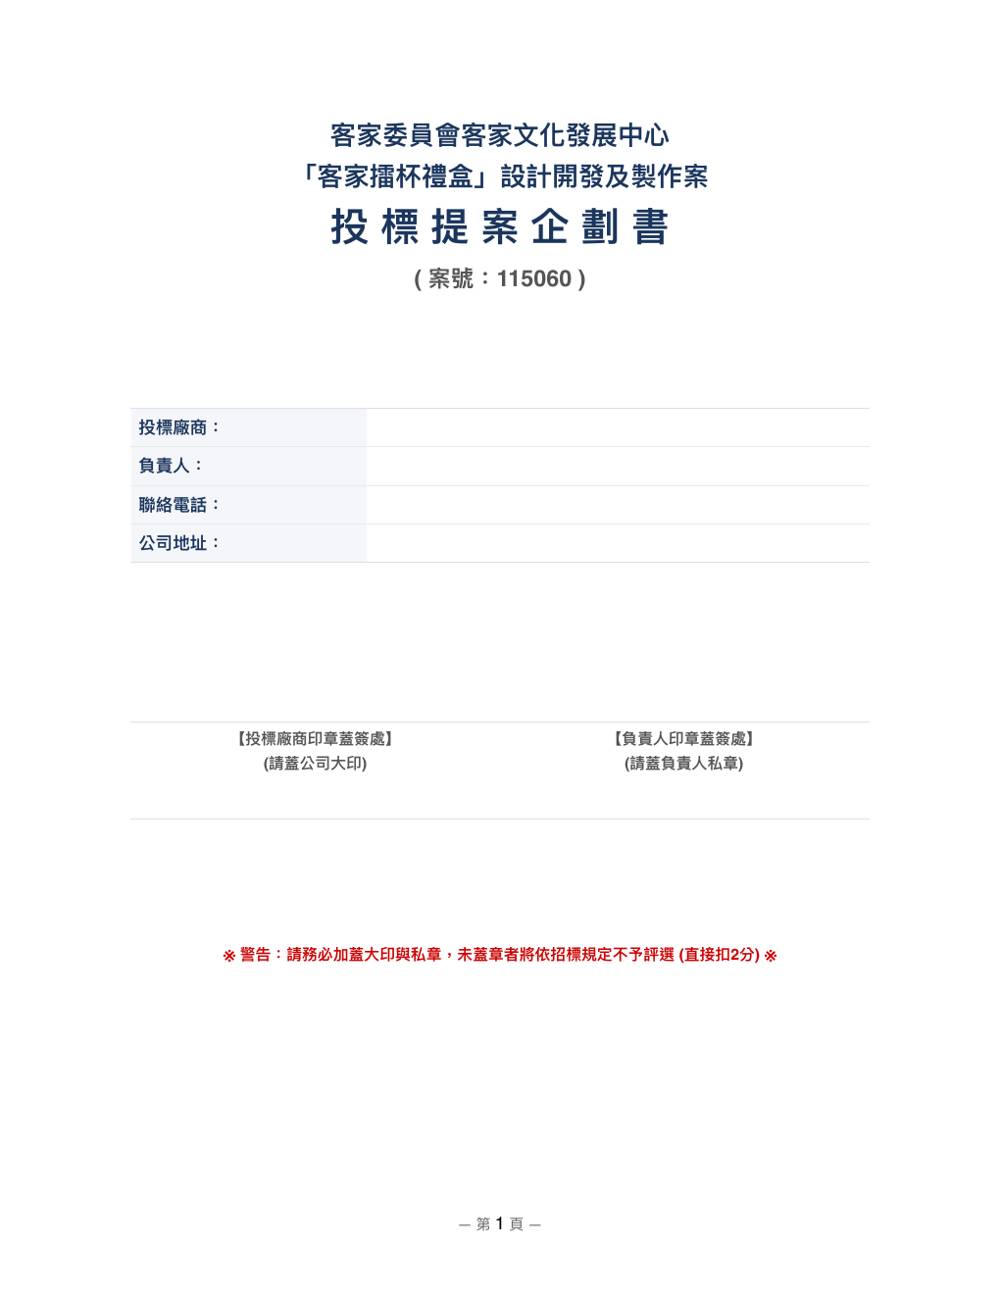 客家委員會客家文化發展中心
「客家擂杯禮盒」設計開發及製作案
投標提案企劃書
( 案號：115060 )
投標廠商：
負責人：
聯絡電話：
公司地址：
【投標廠商印章蓋簽處】 【負責人印章蓋簽處】
(請蓋公司大印) (請蓋負責人私章)
※ 警告：請務必加蓋大印與私章，未蓋章者將依招標規定不予評選 (直接扣2分) ※
— 第 1 頁 —